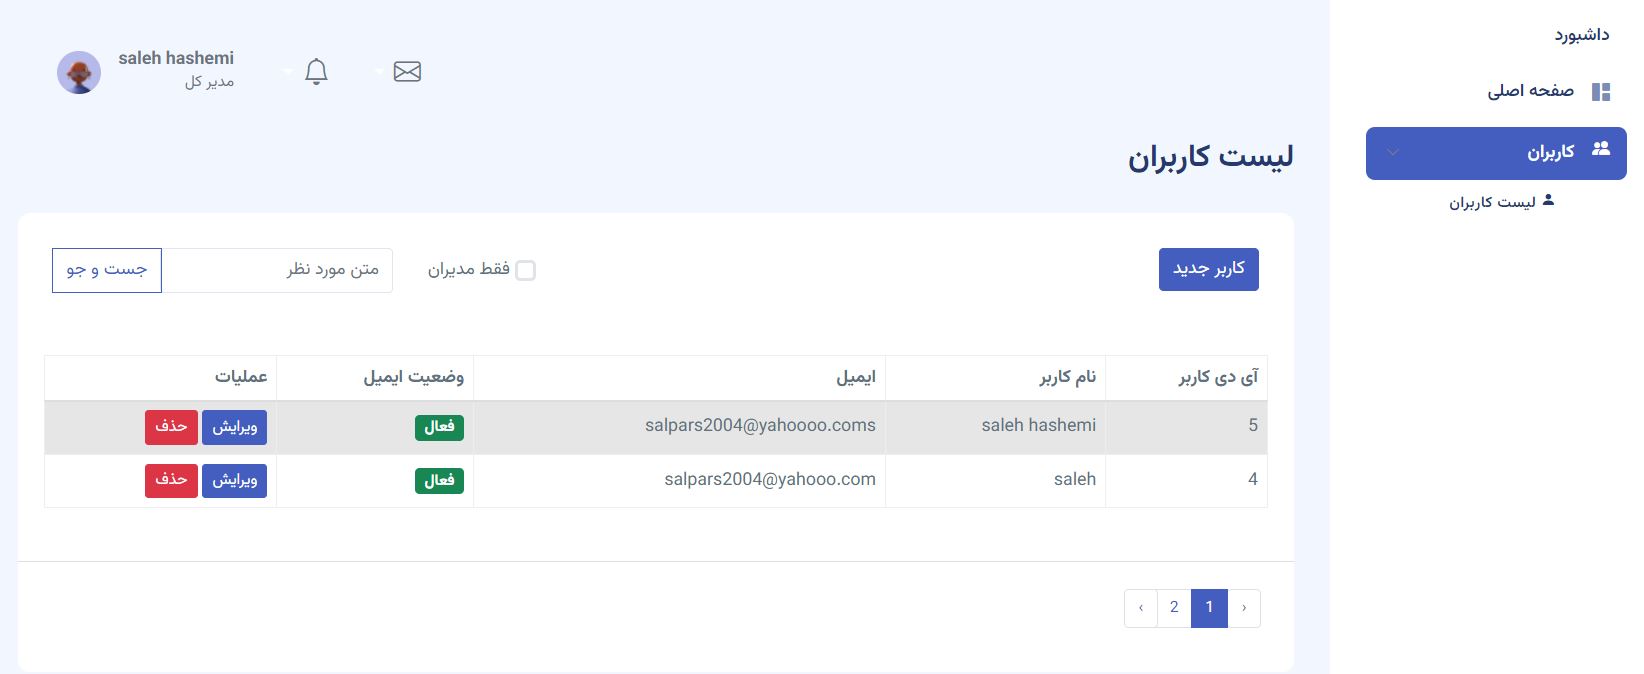 داشبورد
صفحه اصلی
کاربران
لیست کاربران
saleh hashemi
مدیر کل
لیست کاربران
کاربر جدید
فقط مدیران
متن مورد نظر
جست و جو
آی دی کاربر نام کاربر ایمیل وضعیت ایمیل عملیات
5 saleh hashemi salpars2004@yahoooo.coms فعال ویرایش حذف
4 saleh salpars2004@yahooo.com فعال ویرایش حذف
‹ 1 2 ›